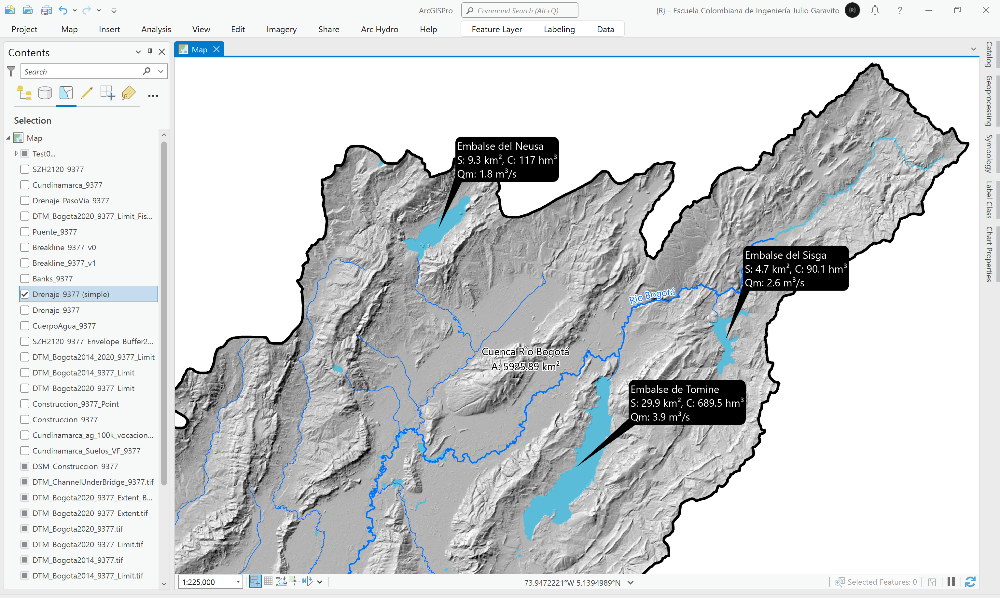 ArcGISPro
Command Search (Alt+Q)
{R} - Escuela Colombiana de Ingeniería Julio Garavito
{R}
?
Project
Map
Insert
Analysis
View
Edit
Imagery
Share
Arc Hydro
Help
Feature Layer
Labeling
Data
Contents
Search
Selection
Map
Test0...
SZH2120_9377
Cundinamarca_9377
Drenaje_PasoVia_9377
DTM_Bogota2020_9377_Limit_Fis...
Puente_9377
Breakline_9377_v0
Breakline_9377_v1
Banks_9377
Drenaje_9377 (simple)
Drenaje_9377
CuerpoAgua_9377
SZH2120_9377_Envelope_Buffer2...
DTM_Bogota2014_2020_9377_Limit
DTM_Bogota2014_9377_Limit
DTM_Bogota2020_9377_Limit
Construccion_9377_Point
Construccion_9377
Cundinamarca_ag_100k_vocacion...
Cundinamarca_Suelos_VF_9377
DSM_Construccion_9377
DTM_ChannelUnderBridge_9377.tif
DTM_Bogota2020_9377_Extent_B...
DTM_Bogota2020_9377_Extent.tif
DTM_Bogota2020_9377.tif
DTM_Bogota2020_9377_Limit.tif
DTM_Bogota2014_9377.tif
DTM_Bogota2014_9377_Limit.tif
Map
Embalse del Neusa
S: 9.3 km², C: 117 hm³
Qm: 1.8 m³/s
Embalse del Sisga
S: 4.7 km², C: 90.1 hm³
Qm: 2.6 m³/s
Río Bogotá
Cuenca Río Bogotá
A: 5925.89 km²
Embalse de Tomine
S: 29.9 km², C: 689.5 hm³
Qm: 3.9 m³/s
Catalog
Geoprocessing
Symbology
Label Class
Chart Properties
1:225,000
N
73.9472221°W 5.1394989°N
Selected Features: 0